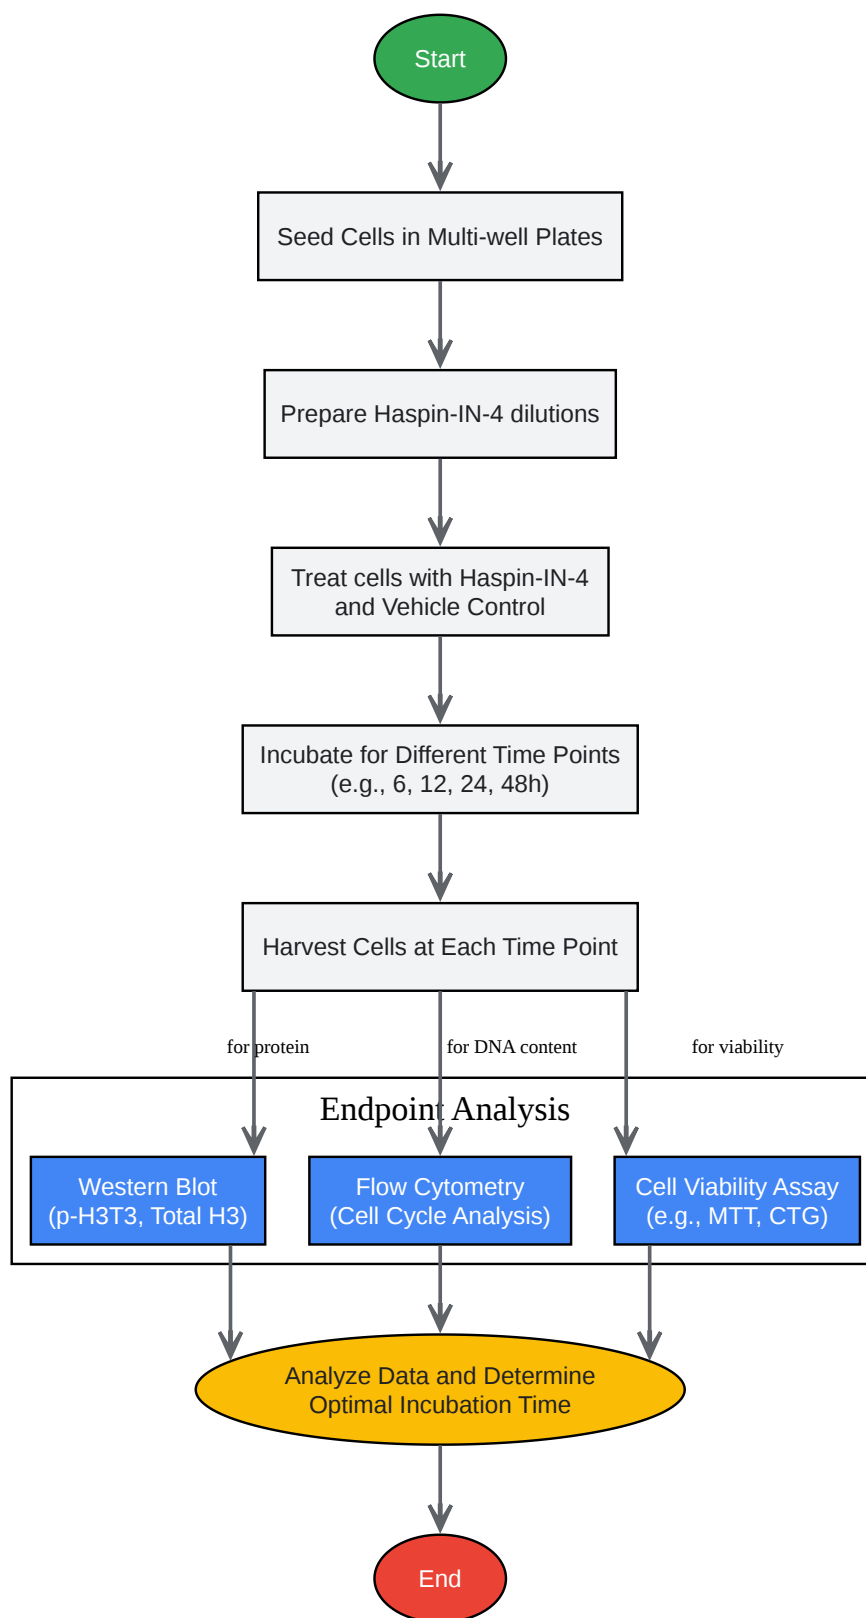 Start
Seed Cells in Multi-well Plates
Prepare Haspin-IN-4 dilutions
Treat cells with Haspin-IN-4
and Vehicle Control
Incubate for Different Time Points
(e.g., 6, 12, 24, 48h)
Harvest Cells at Each Time Point
for protein
for DNA content
for viability
Endpoint Analysis
Western Blot
(p-H3T3, Total H3)
Flow Cytometry
(Cell Cycle Analysis)
Cell Viability Assay
(e.g., MTT, CTG)
Analyze Data and Determine
Optimal Incubation Time
End